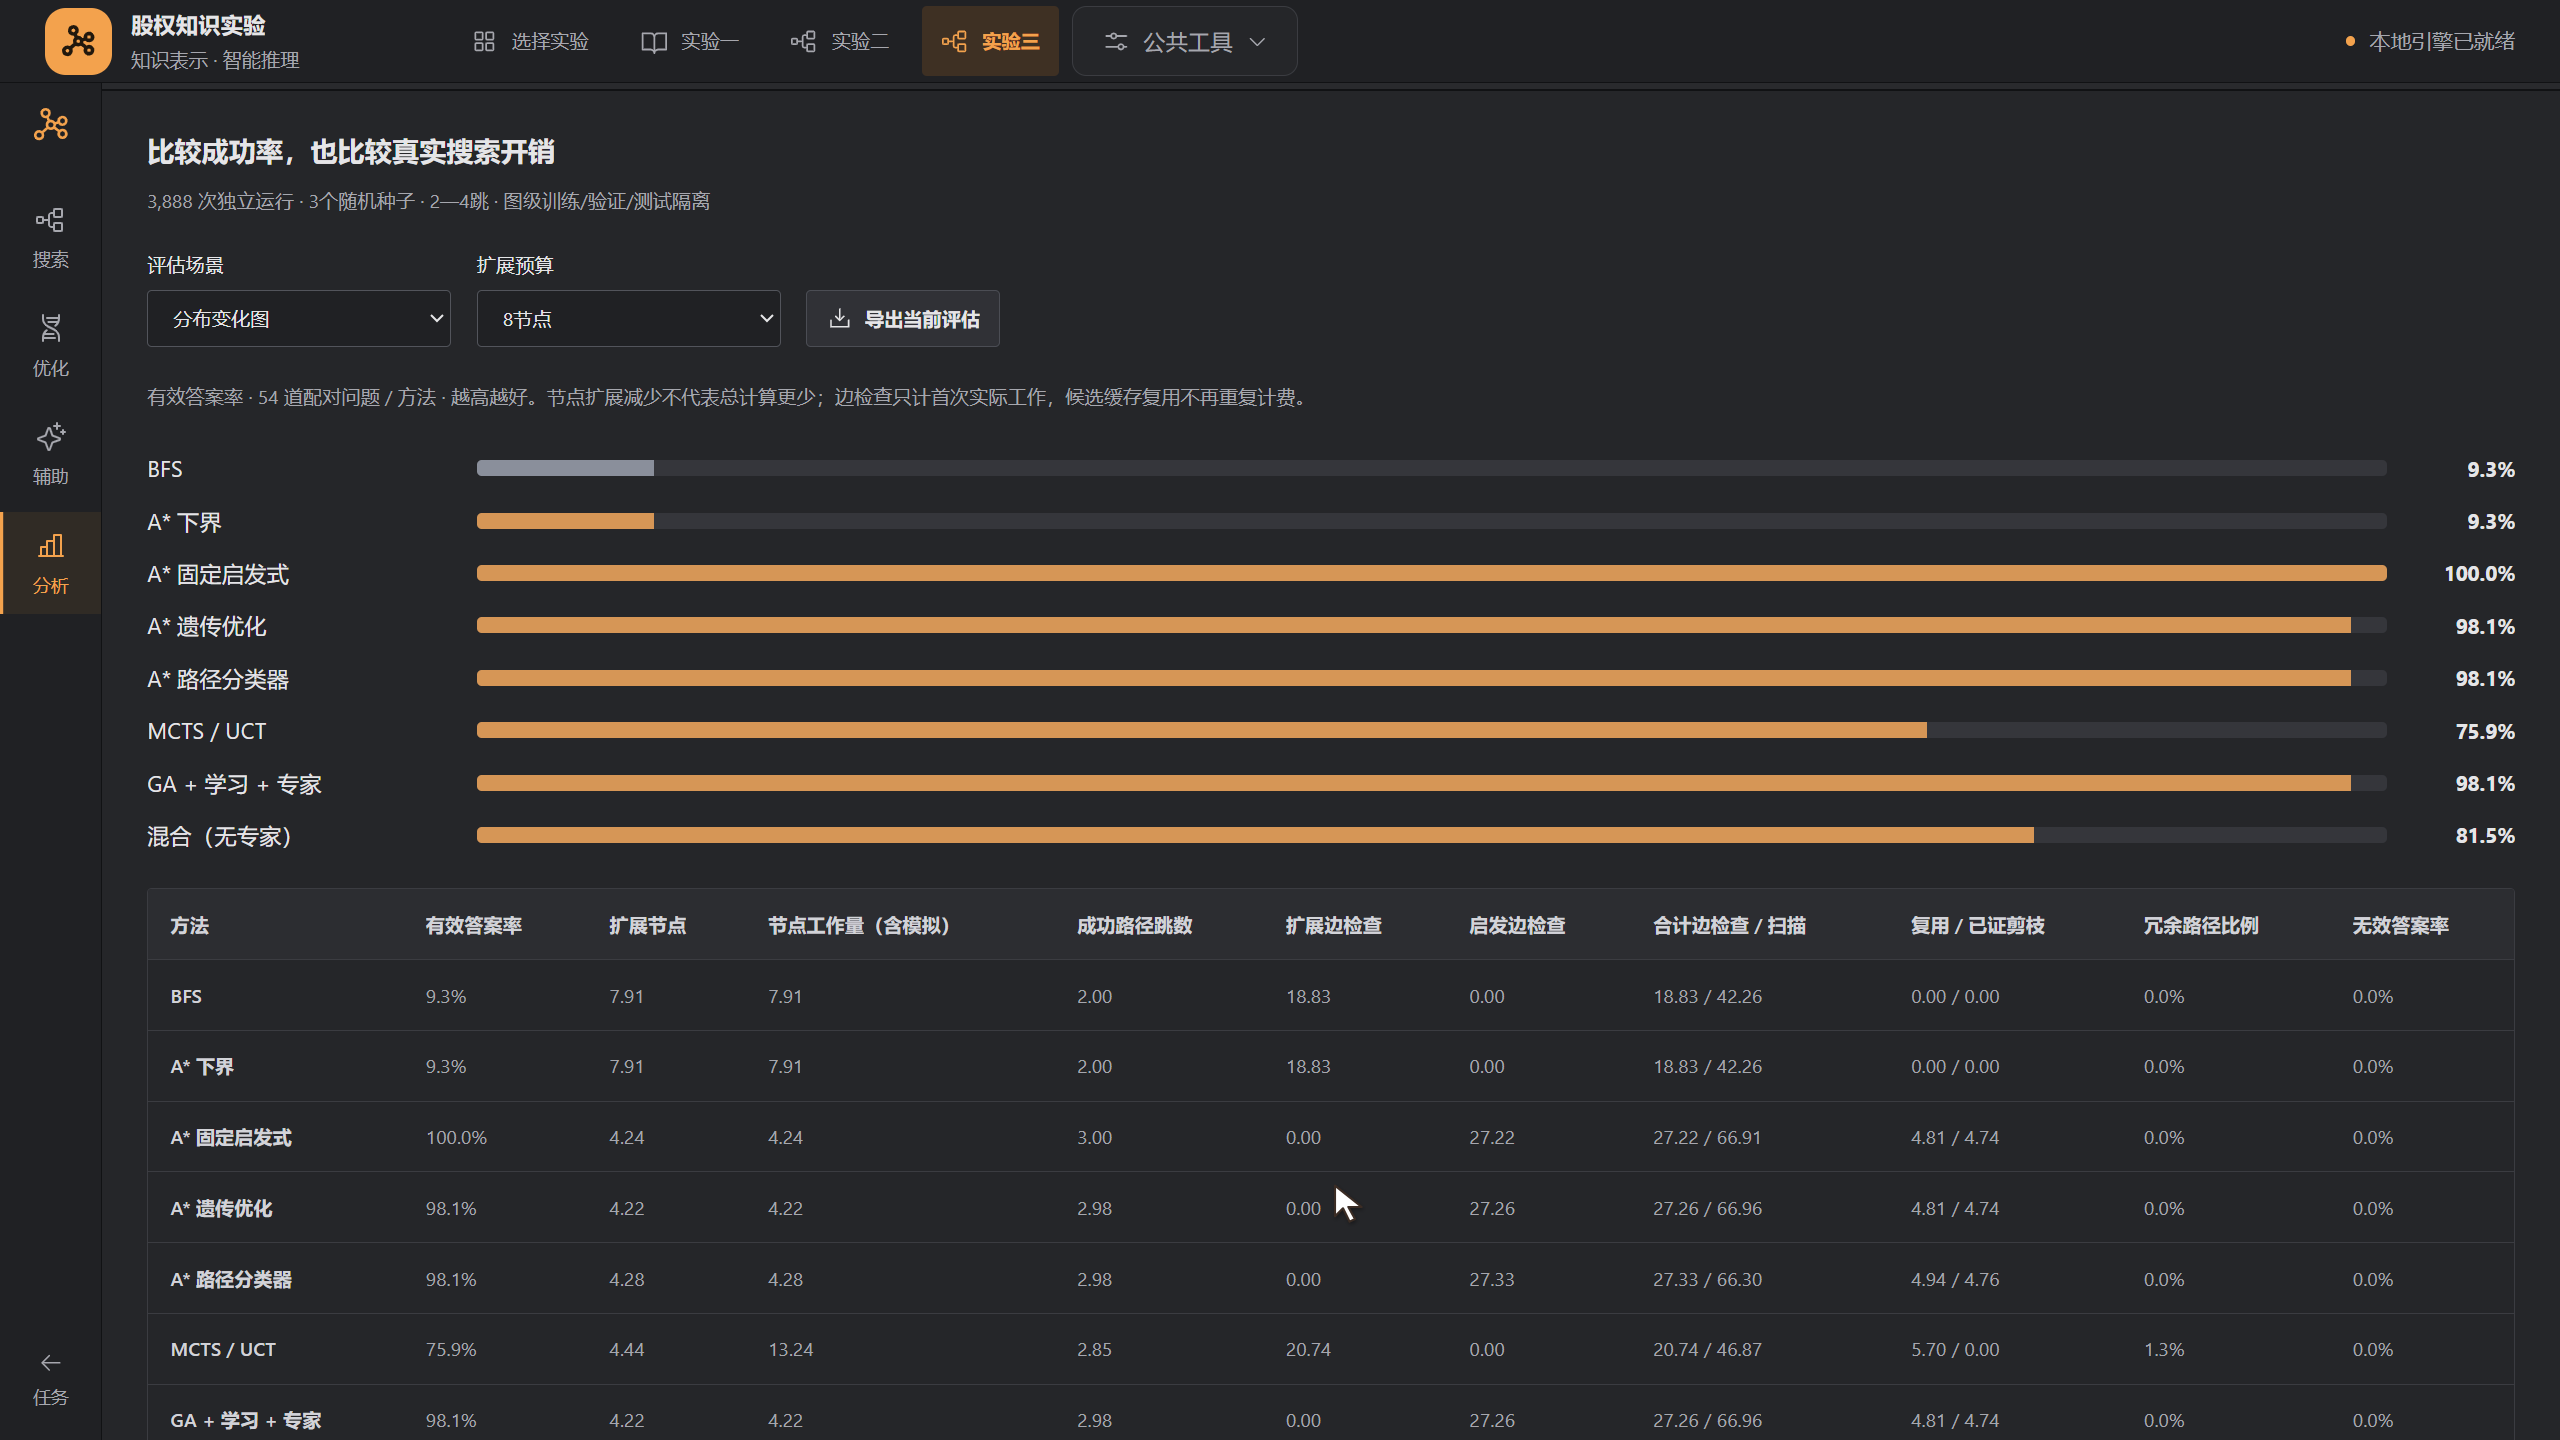 股权知识实验
知识表示 · 智能推理
选择实验
实验一
实验二
实验三
公共工具
本地引擎已就绪
搜索
优化
辅助
分析
任务
比较成功率，也比较真实搜索开销
3,888 次独立运行 · 3个随机种子 · 2—4跳 · 图级训练/验证/测试隔离
评估场景 扩展预算
分布变化图 8节点 导出当前评估
有效答案率 · 54 道配对问题 / 方法 · 越高越好。节点扩展减少不代表总计算更少；边检查只计首次实际工作，候选缓存复用不再重复计费。
BFS 9.3%
A* 下界 9.3%
A* 固定启发式 100.0%
A* 遗传优化 98.1%
A* 路径分类器 98.1%
MCTS / UCT 75.9%
GA + 学习 + 专家 98.1%
混合（无专家） 81.5%
方法 有效答案率 扩展节点 节点工作量（含模拟） 成功路径跳数 扩展边检查 启发边检查 合计边检查 / 扫描 复用 / 已证剪枝 冗余路径比例 无效答案率
BFS 9.3% 7.91 7.91 2.00 18.83 0.00 18.83 / 42.26 0.00 / 0.00 0.0% 0.0%
A* 下界 9.3% 7.91 7.91 2.00 18.83 0.00 18.83 / 42.26 0.00 / 0.00 0.0% 0.0%
A* 固定启发式 100.0% 4.24 4.24 3.00 0.00 27.22 27.22 / 66.91 4.81 / 4.74 0.0% 0.0%
A* 遗传优化 98.1% 4.22 4.22 2.98 0.00 27.26 27.26 / 66.96 4.81 / 4.74 0.0% 0.0%
A* 路径分类器 98.1% 4.28 4.28 2.98 0.00 27.33 27.33 / 66.30 4.94 / 4.76 0.0% 0.0%
MCTS / UCT 75.9% 4.44 13.24 2.85 20.74 0.00 20.74 / 46.87 5.70 / 0.00 1.3% 0.0%
GA + 学习 + 专家 98.1% 4.22 4.22 2.98 0.00 27.26 27.26 / 66.96 4.81 / 4.74 0.0% 0.0%